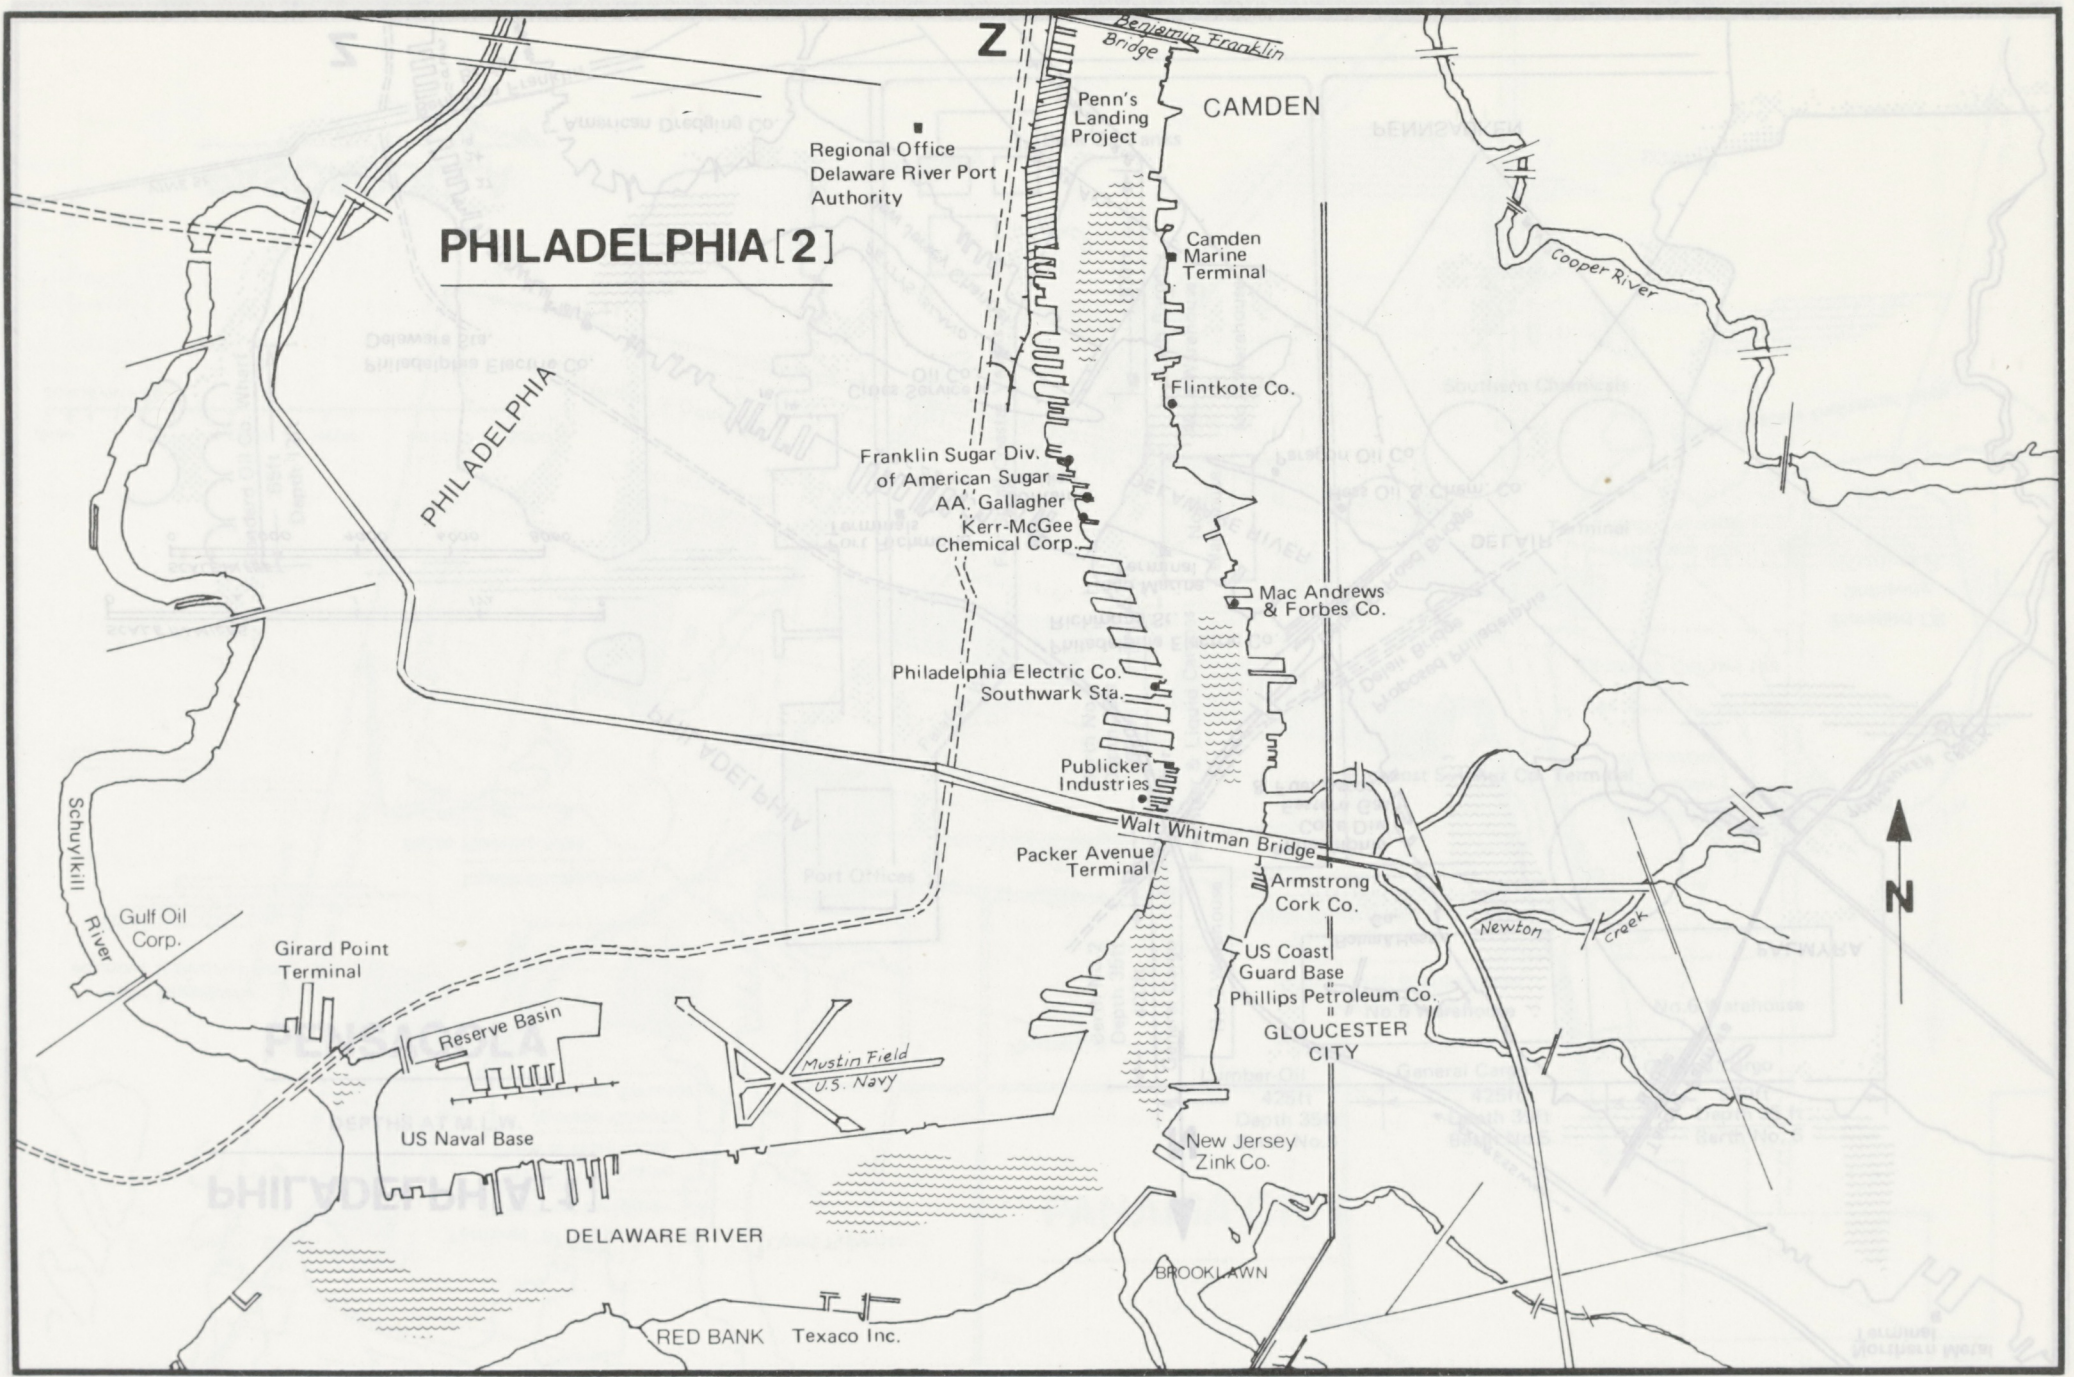 Z
Benjamin Franklin
Bridge
Penn's
Landing
Project
CAMDEN
Regional Office
Delaware River Port
Authority
PHILADELPHIA [2]
Camden
Marine
Terminal
Cooper River
PHILADELPHIA
Flintkote Co.
Franklin Sugar Div.
of American Sugar
AA. Gallagher
Kerr-McGee
Chemical Corp.
Mac Andrews
& Forbes Co.
Philadelphia Electric Co.
Southwark Sta.
Publicker
Industries
Walt Whitman Bridge
Packer Avenue
Terminal
Armstrong
Cork Co.
Schuylkill
River
Gulf Oil
Corp.
Girard Point
Terminal
Newton
Creek
N
US Coast
Guard Base
Phillips Petroleum Co.
GLOUCESTER
CITY
Reserve Basin
Mustin Field
U.S. Navy
US Naval Base
New Jersey
Zink Co.
DELAWARE RIVER
BROOKLAWN
RED BANK
Texaco Inc.